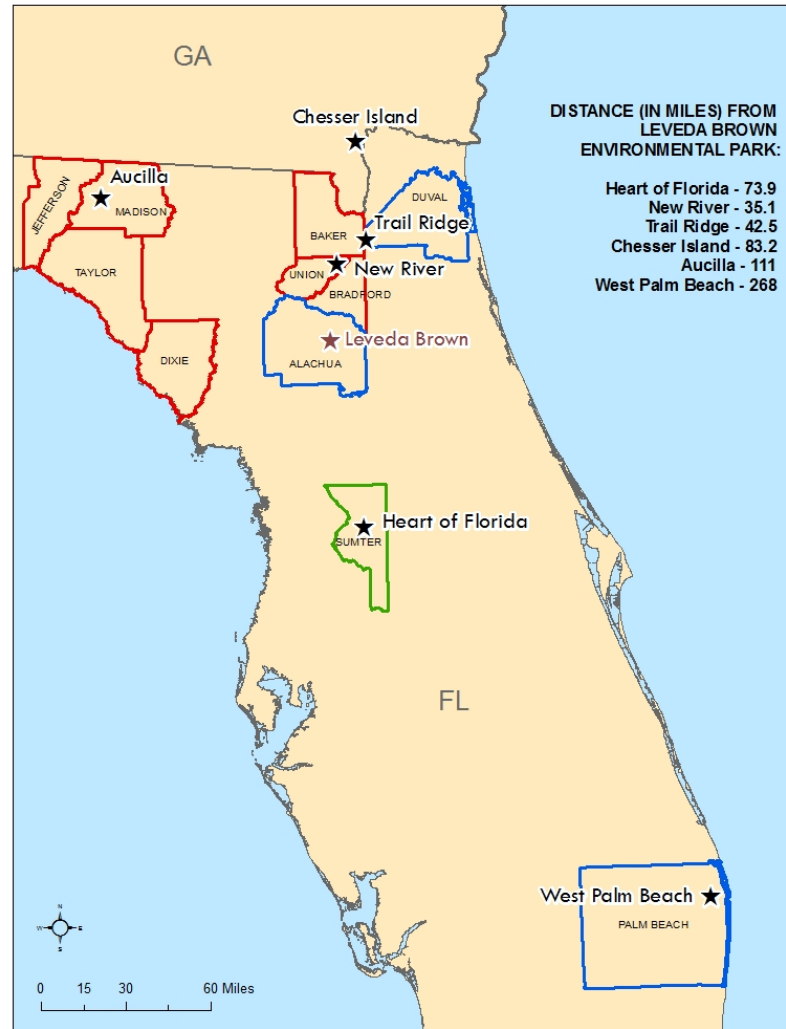 GA
Chesser Island
DISTANCE (IN MILES) FROM
LEVEDA BROWN
ENVIRONMENTAL PARK:
Heart of Florida - 73.9
New River - 35.1
Trail Ridge - 42.5
Chesser Island - 83.2
Aucilla - 111
West Palm Beach - 268
Aucilla
JEFFERSON
MADISON
DUVAL
Trail Ridge
BAKER
TAYLOR
UNION
New River
BRADFORD
Leveda Brown
DIXIE
ALACHUA
Heart of Florida
SUMTER
FL
West Palm Beach
PALM BEACH
N
W
E
S
0 15 30 60 Miles